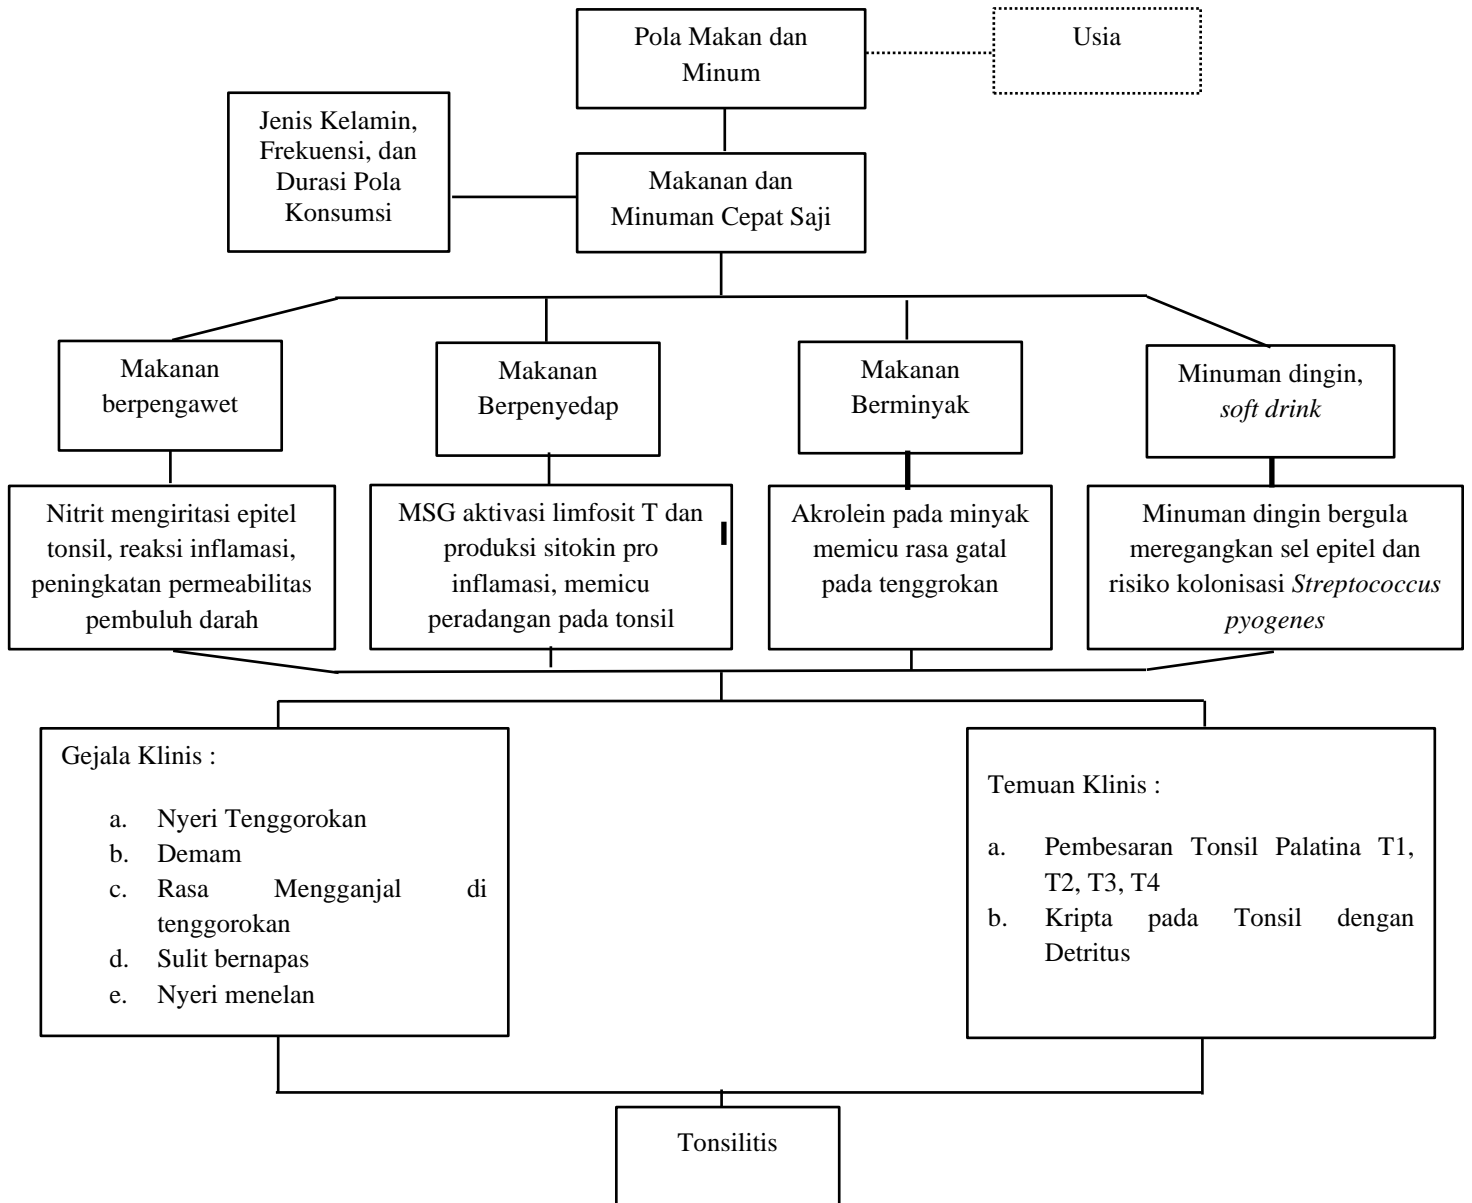 Pola Makan dan
Minum
Usia
Jenis Kelamin,
Frekuensi, dan
Durasi Pola
Konsumsi
Makanan dan
Minuman Cepat Saji
Makanan
berpengawet
Makanan
Berpenyedap
Makanan
Berminyak
Minuman dingin,
soft drink
Nitrit mengiritasi epitel
tonsil, reaksi inflamasi,
peningkatan permeabilitas
pembuluh darah
MSG aktivasi limfosit T dan
produksi sitokin pro
inflamasi, memicu
peradangan pada tonsil
Akrolein pada minyak
memicu rasa gatal
pada tenggrokan
Minuman dingin bergula
meregangkan sel epitel dan
risiko kolonisasi Streptococcus
pyogenes
Gejala Klinis :
a. Nyeri Tenggorokan
b. Demam
c. Rasa Mengganjal di
tenggorokan
d. Sulit bernapas
e. Nyeri menelan
Temuan Klinis :
a. Pembesaran Tonsil Palatina T1,
T2, T3, T4
b. Kripta pada Tonsil dengan
Detritus
Tonsilitis